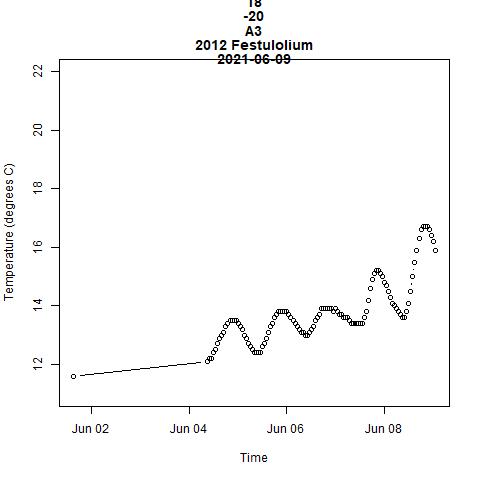 18
-20
A3
2012 Festulolium
2021-06-09
Temperature (degrees C)
22
20
18
16
14
12
Jun 02
Jun 04
Jun 06
Jun 08
Time